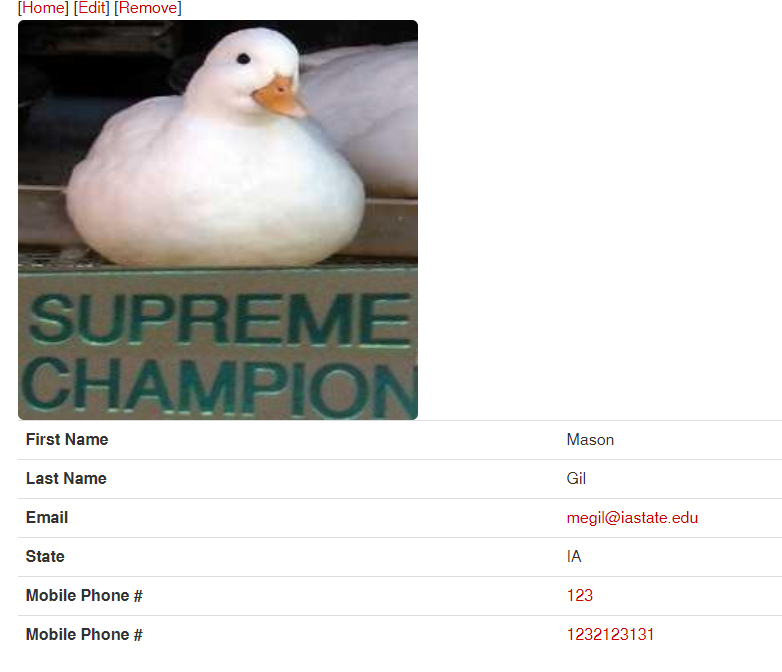 [Home] [Edit] [Remove]
SUPREME
CHAMPION
First Name Mason
Last Name Gil
Email megil@iastate.edu
State IA
Mobile Phone # 123
Mobile Phone # 1232123131